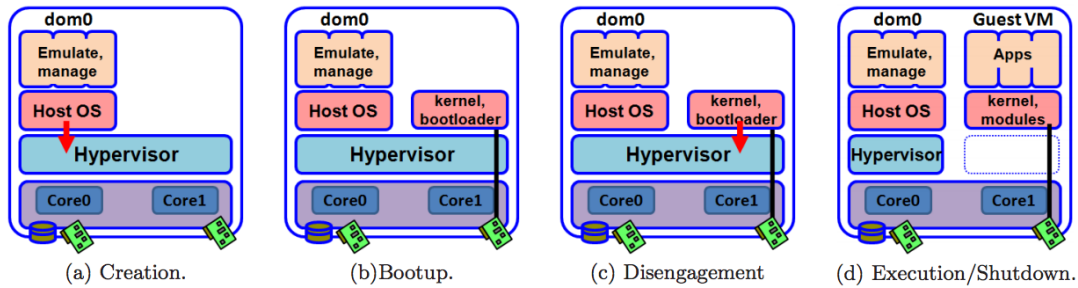 dom0
Emulate,
manage
Host OS
Hypervisor
Core0
Core1
(a) Creation.
dom0
Emulate,
manage
Host OS
kernel,
bootloader
Hypervisor
Core0
Core1
(b)Bootup.
dom0
Emulate,
manage
Host OS
kernel,
bootloader
Hypervisor
Core0
Core1
(c) Disengagement
dom0
Guest VM
Emulate,
manage
Apps
Host OS
kernel,
modules
Hypervisor
Core0
Core1
(d) Execution/Shutdown.